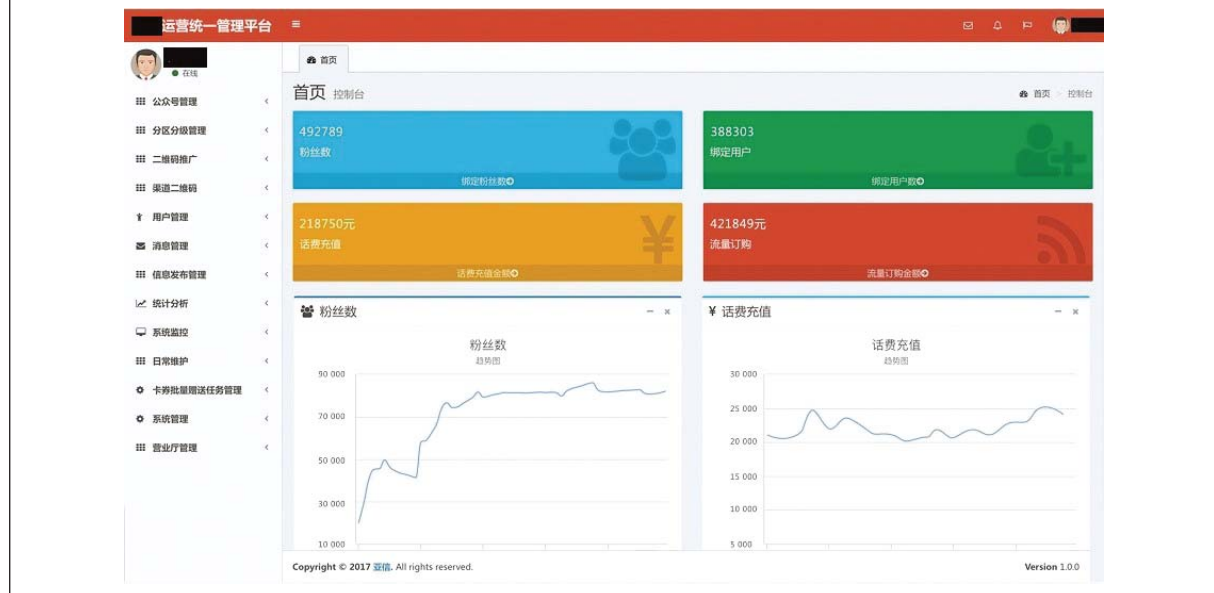 运营统一管理平台
在线
公众号管理
分区分级管理
二维码推广
渠道二维码
用户管理
消息管理
信息发布管理
统计分析
系统监控
日常维护
卡券批量赠送任务管理
系统管理
营业厅管理
首页
首页 控制台
首页 > 控制台
492789
粉丝数
绑定粉丝数
388303
绑定用户
绑定用户数
218750元
话费充值
话费充值金额
421849元
流量订购
流量订购金额
粉丝数
粉丝数
趋势图
90 000
70 000
50 000
30 000
10 000
¥ 话费充值
话费充值
趋势图
30 000
25 000
20 000
15 000
10 000
5 000
Copyright © 2017 亚信. All rights reserved.
Version 1.0.0